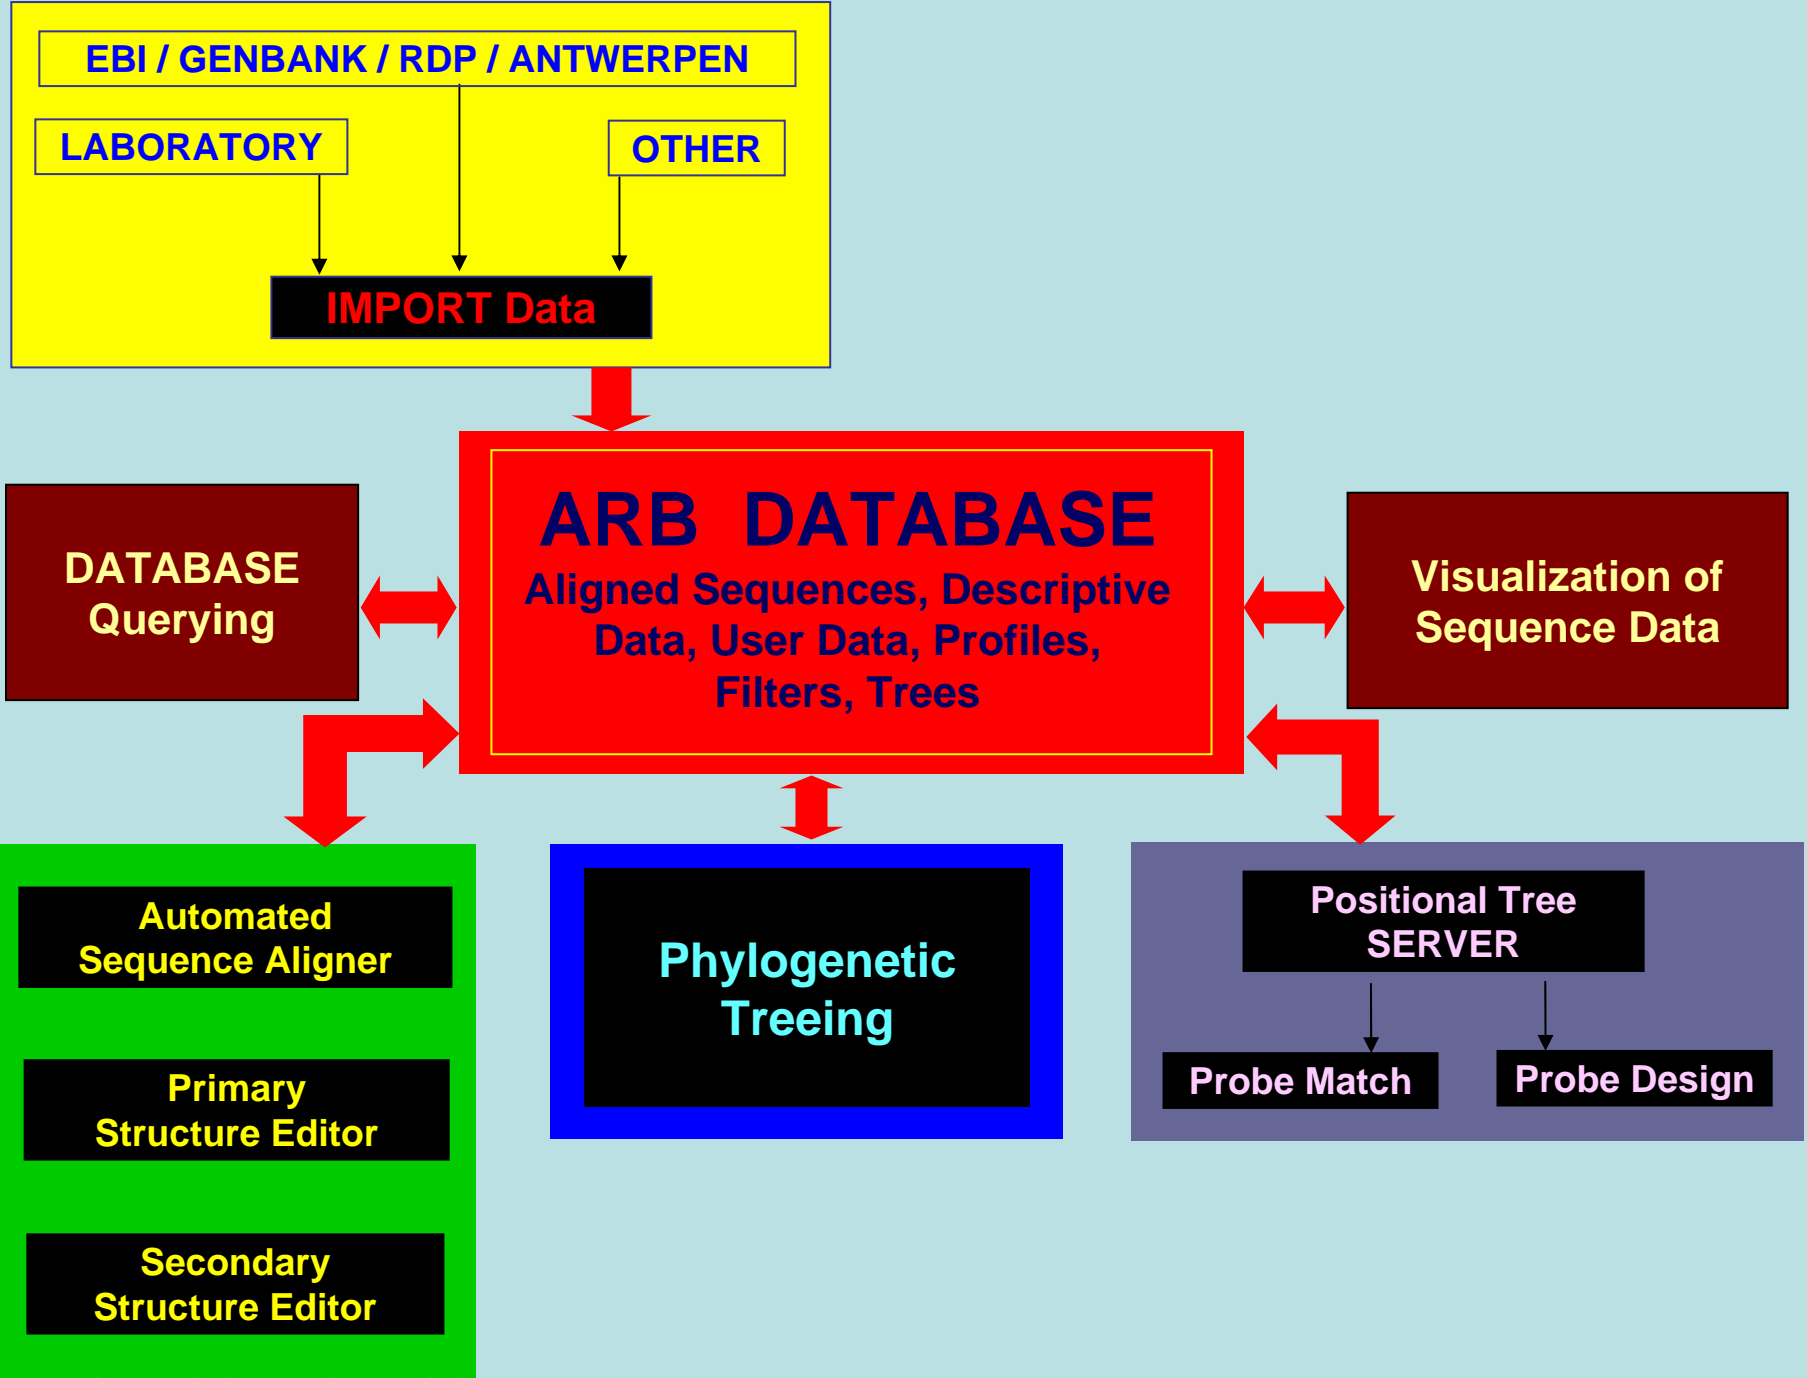 EBI / GENBANK / RDP / ANTWERPEN
LABORATORY
OTHER
IMPORT Data
ARB DATABASE
Aligned Sequences, Descriptive
Data, User Data, Profiles,
Filters, Trees
DATABASE
Querying
Visualization of
Sequence Data
Automated
Sequence Aligner
Primary
Structure Editor
Secondary
Structure Editor
Phylogenetic
Treeing
Positional Tree
SERVER
Probe Match
Probe Design